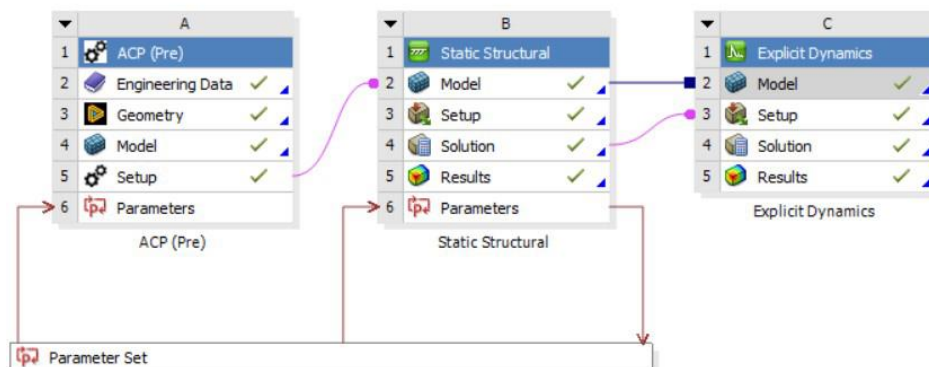 A
1 ACP (Pre)
2 Engineering Data
3 Geometry
4 Model
5 Setup
6 Parameters
ACP (Pre)
B
1 Static Structural
2 Model
3 Setup
4 Solution
5 Results
6 Parameters
Static Structural
C
1 Explicit Dynamics
2 Model
3 Setup
4 Solution
5 Results
Explicit Dynamics
Parameter Set